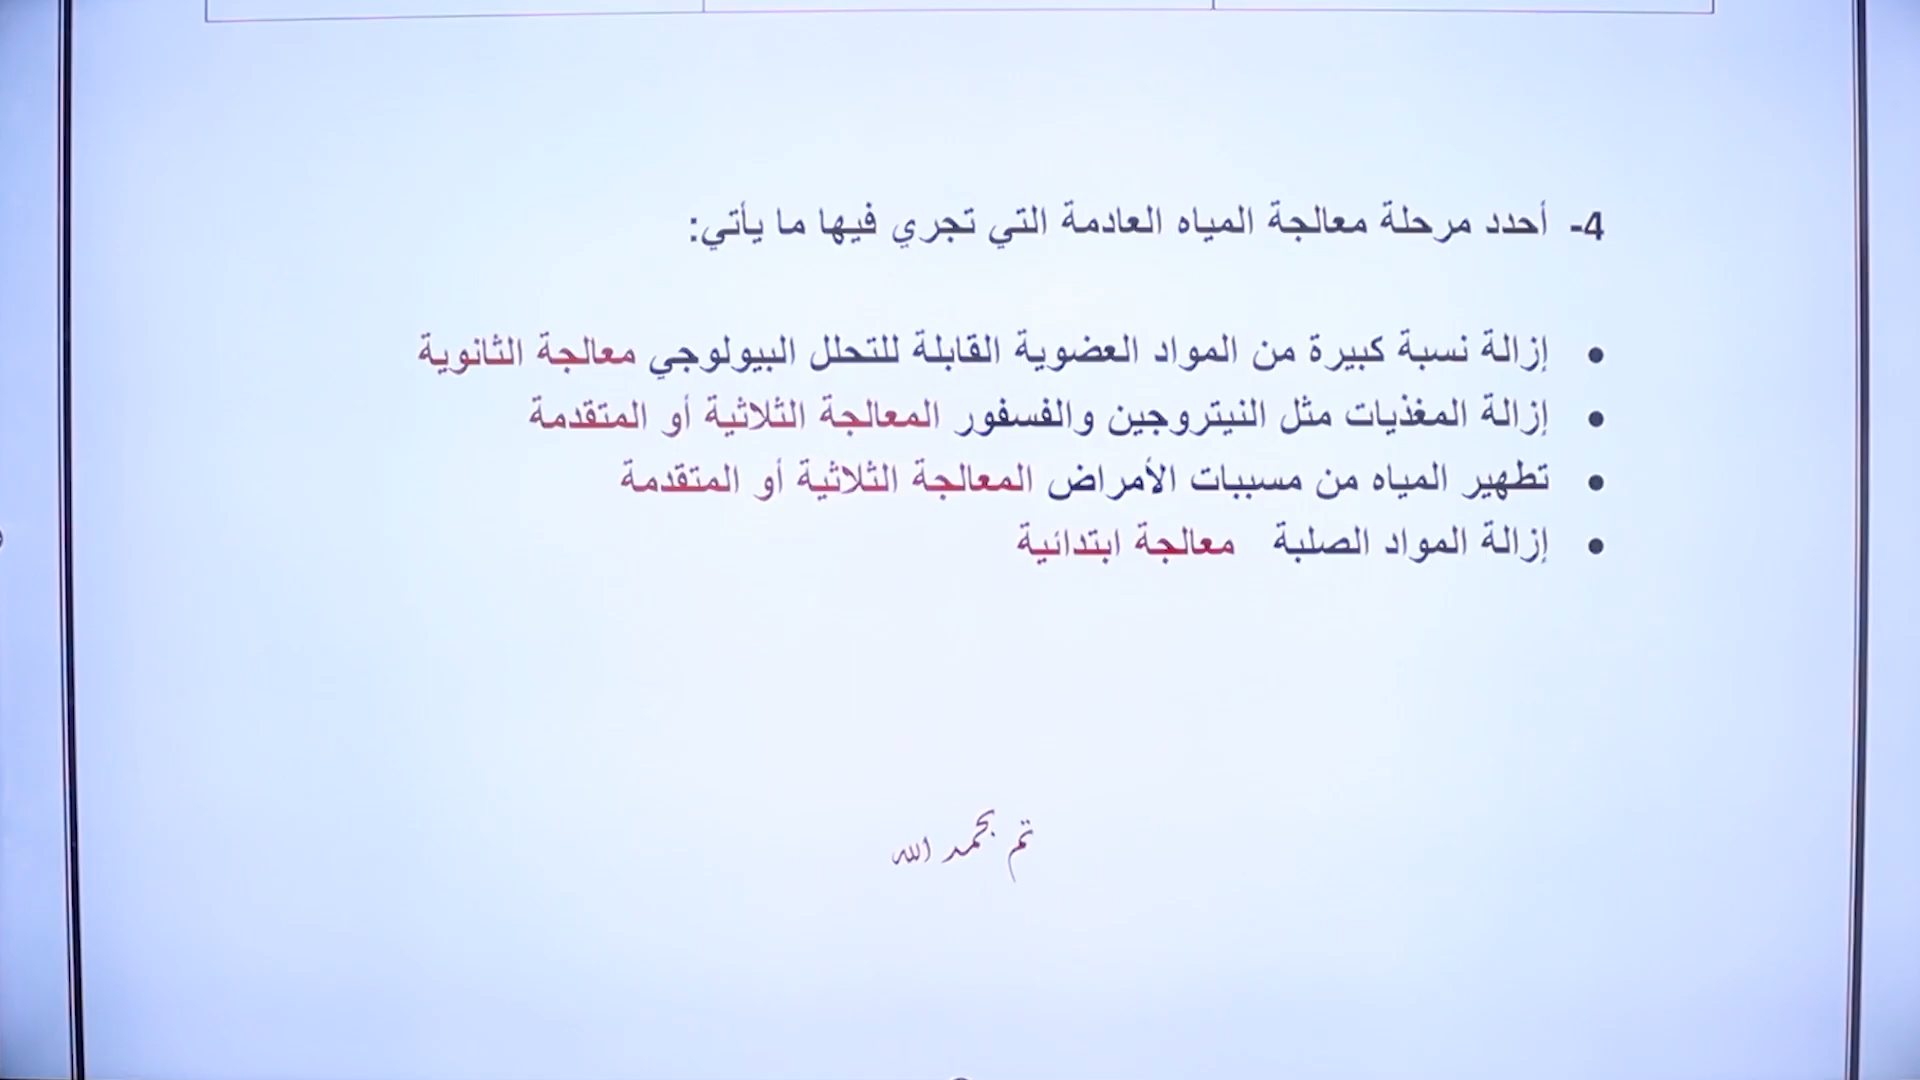 4- أحدد مرحلة معالجة المياه العادمة التي تجري فيها ما يأتي:
• إزالة نسبة كبيرة من المواد العضوية القابلة للتحلل البيولوجي معالجة الثانوية
• إزالة المغذيات مثل النيتروجين والفسفور المعالجة الثلاثية أو المتقدمة
• تطهير المياه من مسببات الأمراض المعالجة الثلاثية أو المتقدمة
• إزالة المواد الصلبة معالجة ابتدائية
تم بحمد الله